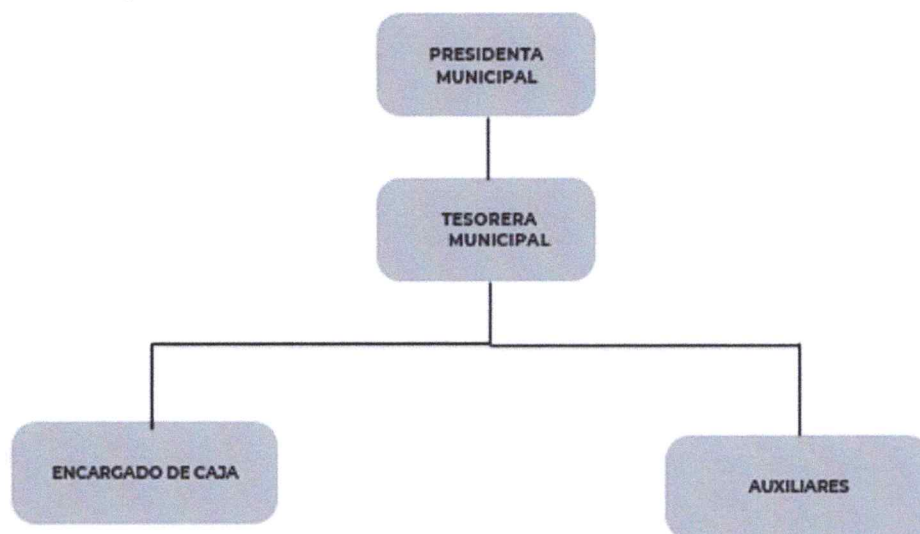 PRESIDENTA
MUNICIPAL
TESORERA
MUNICIPAL
ENCARGADO DE CAJA
AUXILIARES